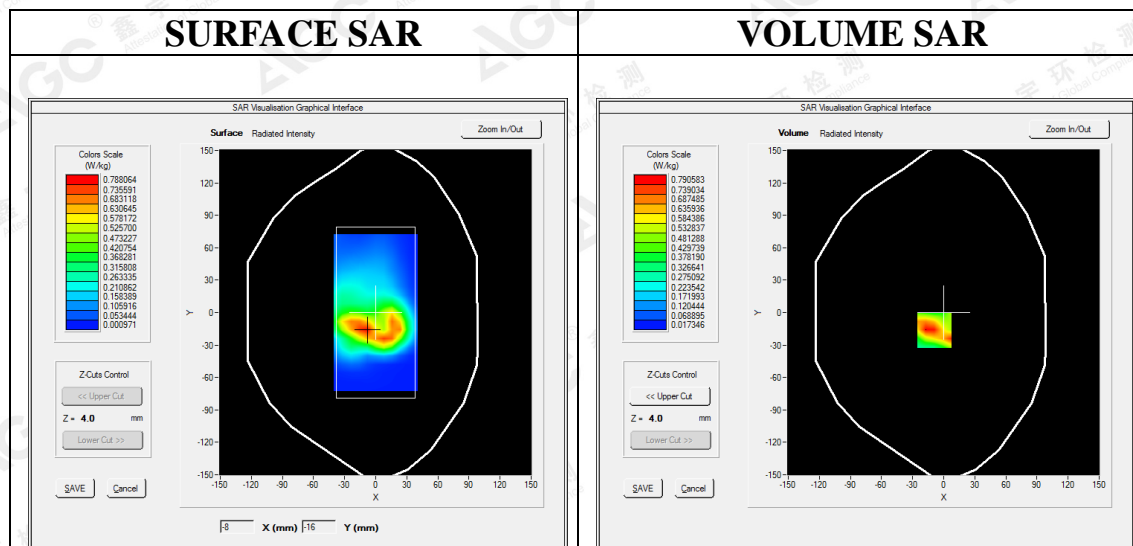 SURFACE SAR
VOLUME SAR
SAR Visualisation Graphical Interface
Surface Radiated Intensity
Zoom In/Out
Colors Scale
(W/kg)
0.788064
0.735591
0.683118
0.630645
0.578172
0.525700
0.473227
0.420754
0.368281
0.315808
0.263335
0.210862
0.158389
0.105916
0.053444
0.000971
150
120
90
60
30
0
-30
-60
-90
-120
-150
Y
-150 -120 -90 -60 -30 0 30 60 90 120 150
X
Z-Cuts Control
<< Upper Cut
Z = 4.0 mm
Lower Cut >>
SAVE Cancel
-8 X (mm) -16 Y (mm)
SAR Visualisation Graphical Interface
Volume Radiated Intensity
Zoom In/Out
Colors Scale
(W/kg)
0.790583
0.739034
0.687485
0.635936
0.584386
0.532837
0.481288
0.429739
0.378190
0.326641
0.275092
0.223542
0.171993
0.120444
0.068895
0.017346
150
120
90
60
30
0
-30
-60
-90
-120
-150
Y
-150 -120 -90 -60 -30 0 30 60 90 120 150
X
Z-Cuts Control
<< Upper Cut
Z = 4.0 mm
Lower Cut >>
SAVE Cancel